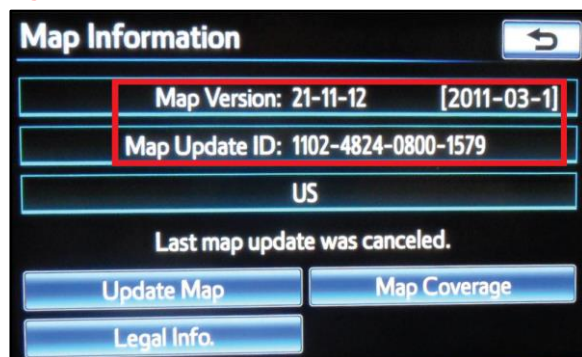 Map Information
Map Version: 21-11-12 [2011-03-1]
Map Update ID: 1102-4824-0800-1579
US
Last map update was canceled.
Update Map Map Coverage
Legal Info.